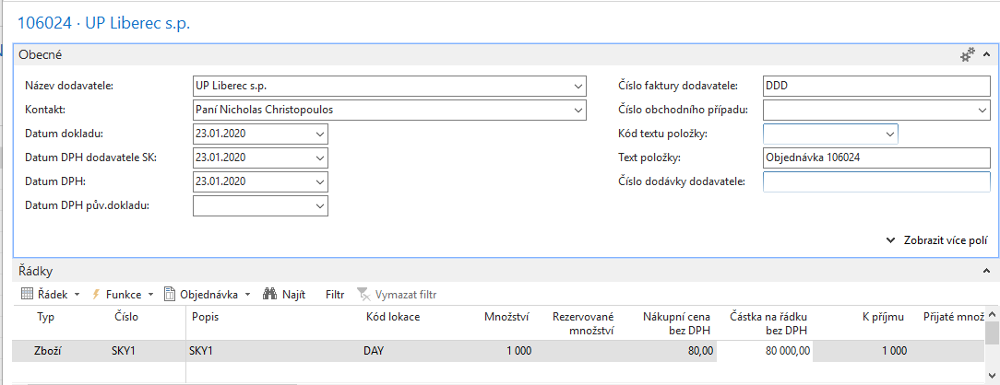 106024 · UP Liberec s.p.
Obecné
Název dodavatele: UP Liberec s.p. Číslo faktury dodavatele: DDD
Kontakt: Paní Nicholas Christopoulos Číslo obchodního případu:
Datum dokladu: 23.01.2020 Kód textu položky:
Datum DPH dodavatele SK: 23.01.2020 Text položky: Objednávka 106024
Datum DPH: 23.01.2020 Číslo dodávky dodavatele:
Datum DPH pův.dokladu:
Zobrazit více polí
Řádky
Řádek Funkce Objednávka Najít Filtr Vymazat filtr
Typ Číslo Popis Kód lokace Množství Rezervované množství Nákupní cena bez DPH Částka na řádku bez DPH K příjmu Přijaté množ
Zboží SKY1 SKY1 DAY 1 000 80,00 80 000,00 1 000